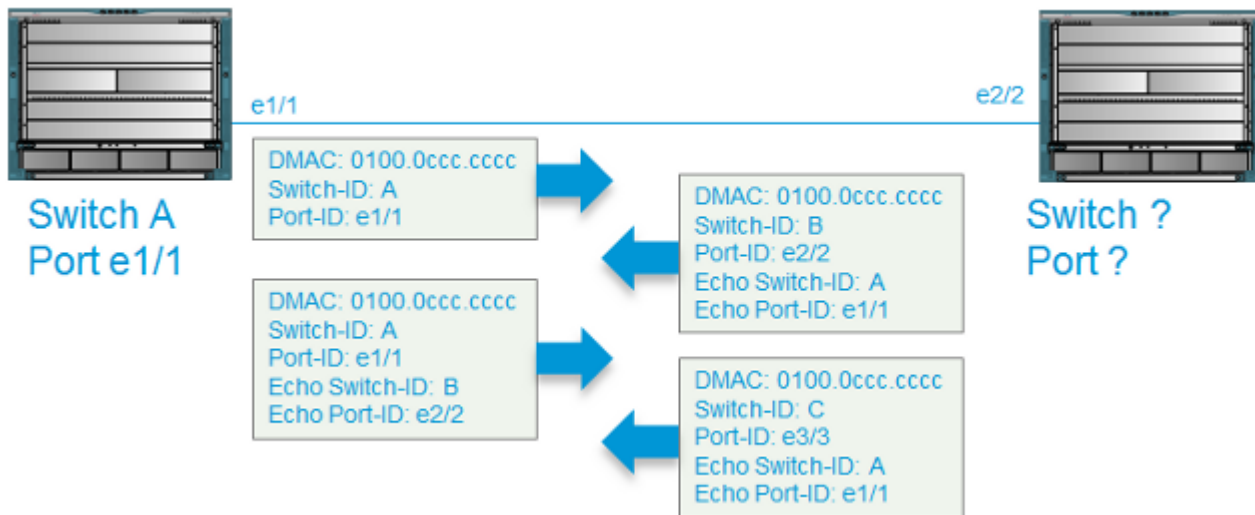 e1/1
e2/2
DMAC: 0100.0ccc.cccc
Switch-ID: A
Port-ID: e1/1
DMAC: 0100.0ccc.cccc
Switch-ID: B
Port-ID: e2/2
Echo Switch-ID: A
Echo Port-ID: e1/1
Switch A
Port e1/1
Switch ?
Port ?
DMAC: 0100.0ccc.cccc
Switch-ID: A
Port-ID: e1/1
Echo Switch-ID: B
Echo Port-ID: e2/2
DMAC: 0100.0ccc.cccc
Switch-ID: C
Port-ID: e3/3
Echo Switch-ID: A
Echo Port-ID: e1/1